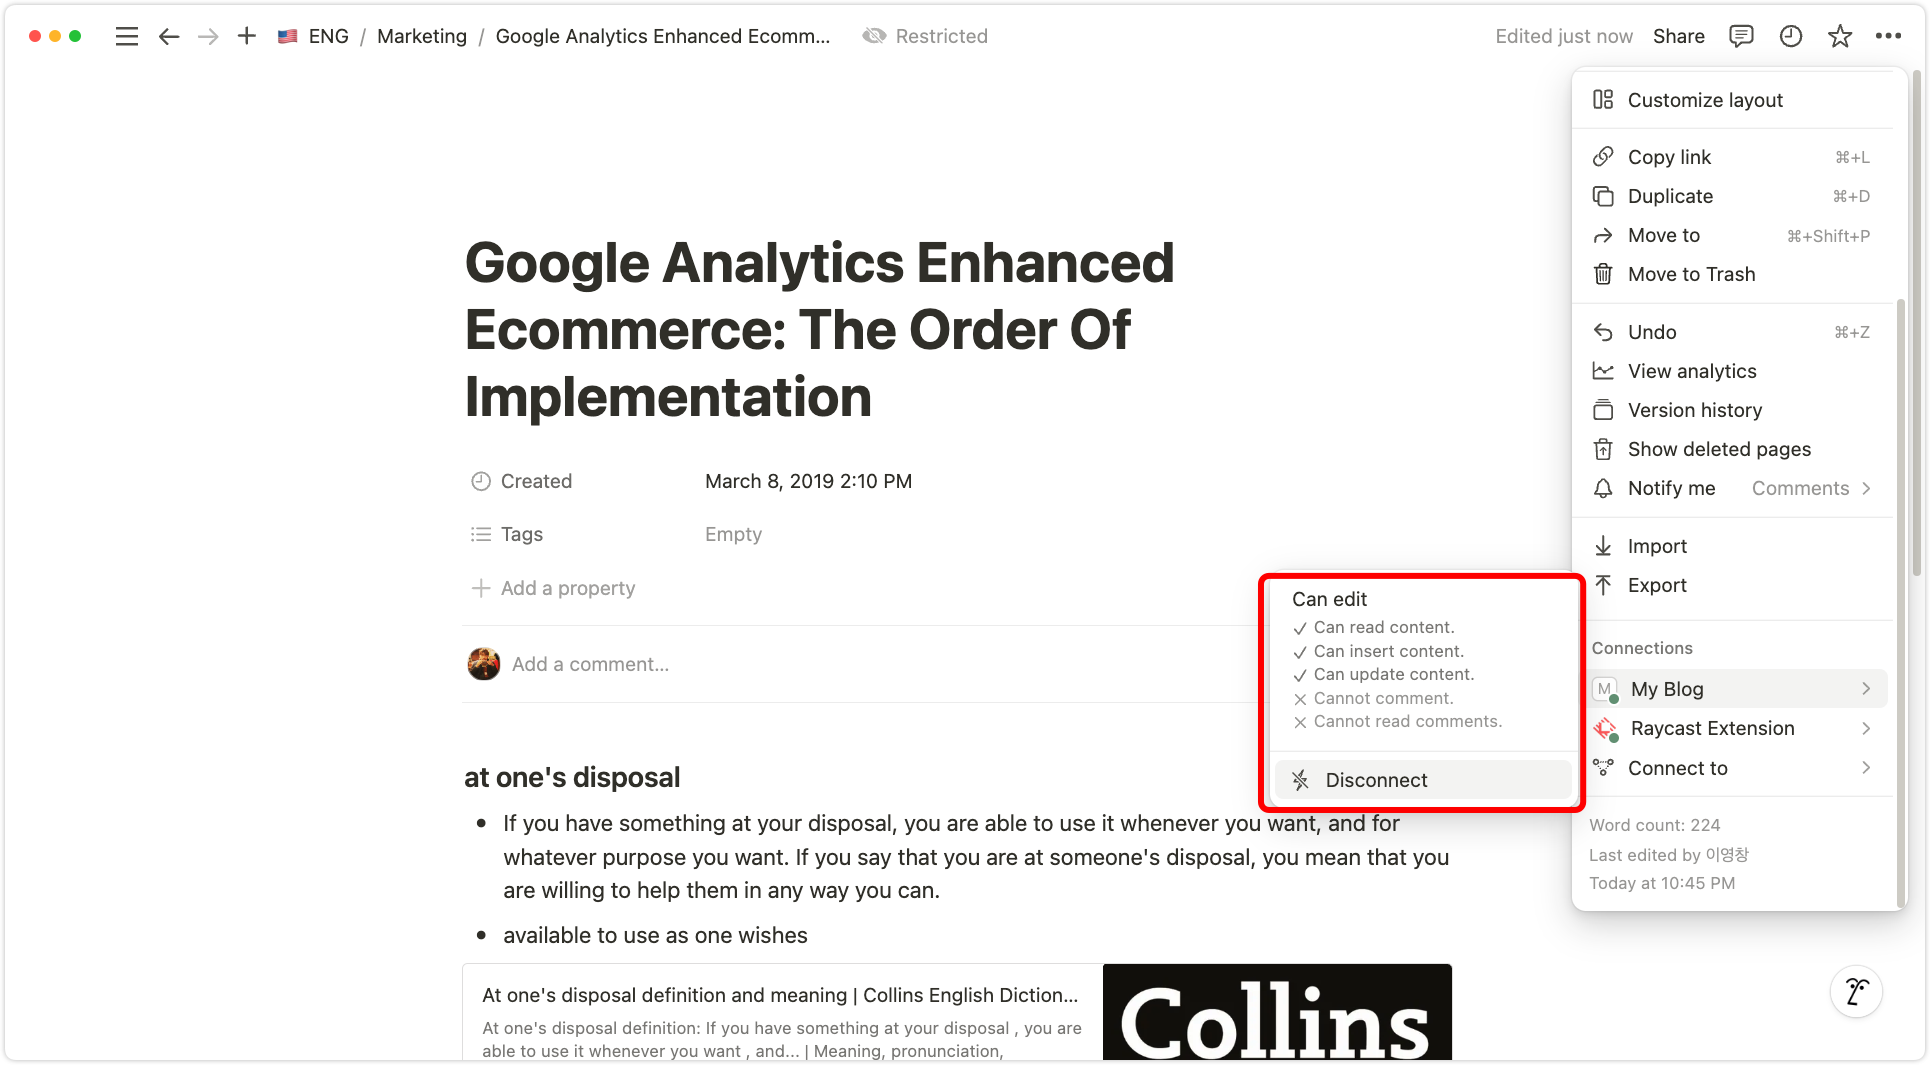 ENG / Marketing / Google Analytics Enhanced Ecomm... Restricted
Edited just now Share
Google Analytics Enhanced
Ecommerce: The Order Of
Implementation
Created March 8, 2019 2:10 PM
Tags Empty
Add a property
Add a comment...
at one's disposal
• If you have something at your disposal, you are able to use it whenever you want, and for
whatever purpose you want. If you say that you are at someone's disposal, you mean that you
are willing to help them in any way you can.
• available to use as one wishes
At one's disposal definition and meaning | Collins English Diction...
At one's disposal definition: If you have something at your disposal , you are
able to use it whenever you want , and... | Meaning, pronunciation,
Collins
Can edit
Can read content.
Can insert content.
Can update content.
Cannot comment.
Cannot read comments.
Disconnect
Customize layout
Copy link ⌘+L
Duplicate ⌘+D
Move to ⌘+Shift+P
Move to Trash
Undo ⌘+Z
View analytics
Version history
Show deleted pages
Notify me Comments
Import
Export
Connections
M My Blog
Raycast Extension
Connect to
Word count: 224
Last edited by 이영창
Today at 10:45 PM